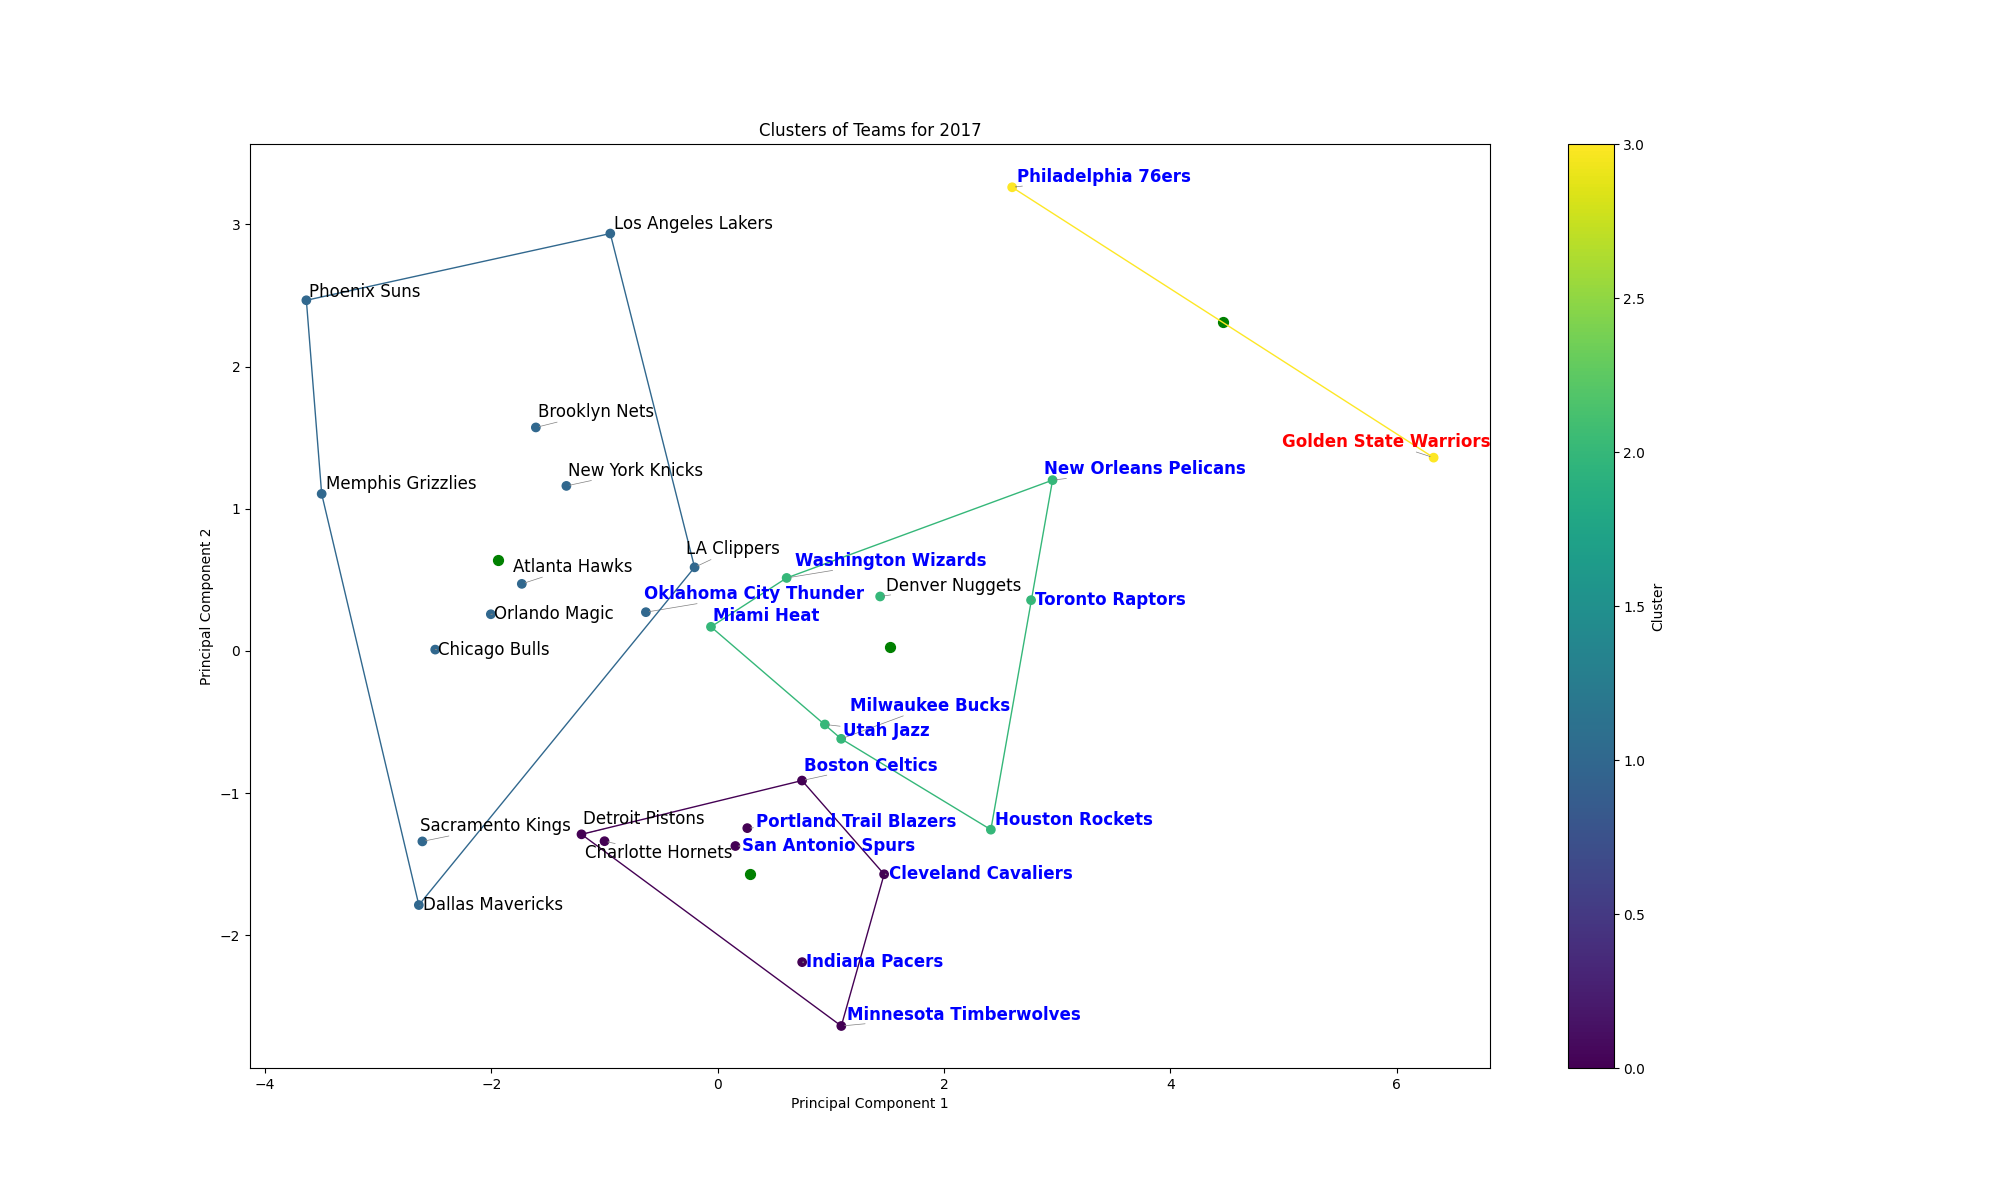 Clusters of Teams for 2017
Philadelphia 76ers
Los Angeles Lakers
Phoenix Suns
Brooklyn Nets
Golden State Warriors
New York Knicks
New Orleans Pelicans
Memphis Grizzlies
LA Clippers
Washington Wizards
Atlanta Hawks
Denver Nuggets
Oklahoma City Thunder
Toronto Raptors
Orlando Magic
Miami Heat
Chicago Bulls
Milwaukee Bucks
Utah Jazz
Boston Celtics
Detroit Pistons
Portland Trail Blazers
Houston Rockets
Sacramento Kings
San Antonio Spurs
Charlotte Hornets
Cleveland Cavaliers
Dallas Mavericks
Indiana Pacers
Minnesota Timberwolves
3
2
1
0
−1
−2
Principal Component 2
−4
−2
0
2
4
6
Principal Component 1
3.0
2.5
2.0
1.5
1.0
0.5
0.0
Cluster